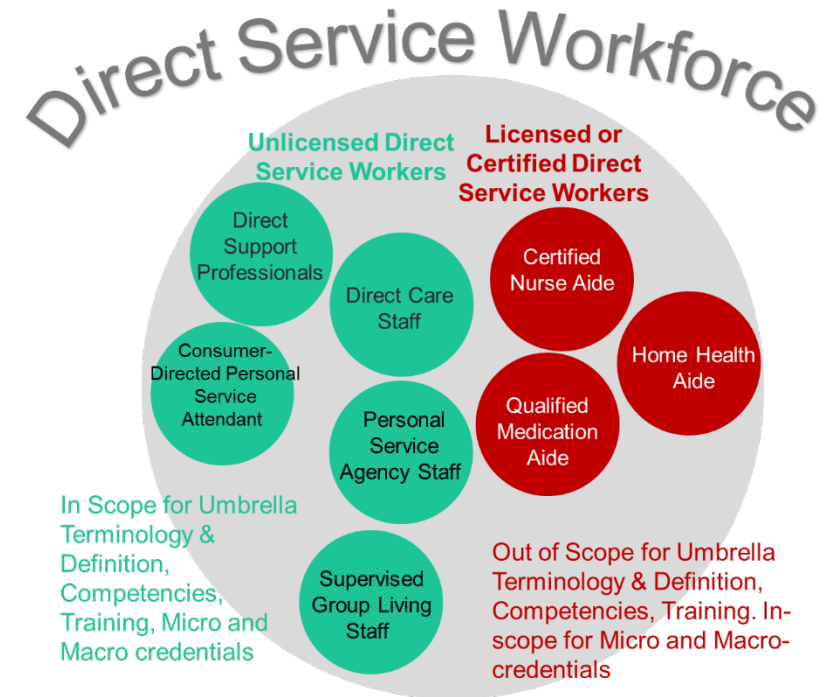 Direct Service Workforce
Unlicensed Direct
Service Workers
Licensed or
Certified Direct
Service Workers
Direct
Support
Professionals
Direct Care
Staff
Certified
Nurse Aide
Home Health
Aide
Consumer-
Directed Personal
Service
Attendant
Personal
Service
Agency Staff
Qualified
Medication
Aide
Supervised
Group Living
Staff
In Scope for Umbrella
Terminology &
Definition,
Competencies,
Training, Micro and
Macro credentials
Out of Scope for Umbrella
Terminology & Definition,
Competencies, Training. In-
scope for Micro and Macro-
credentials